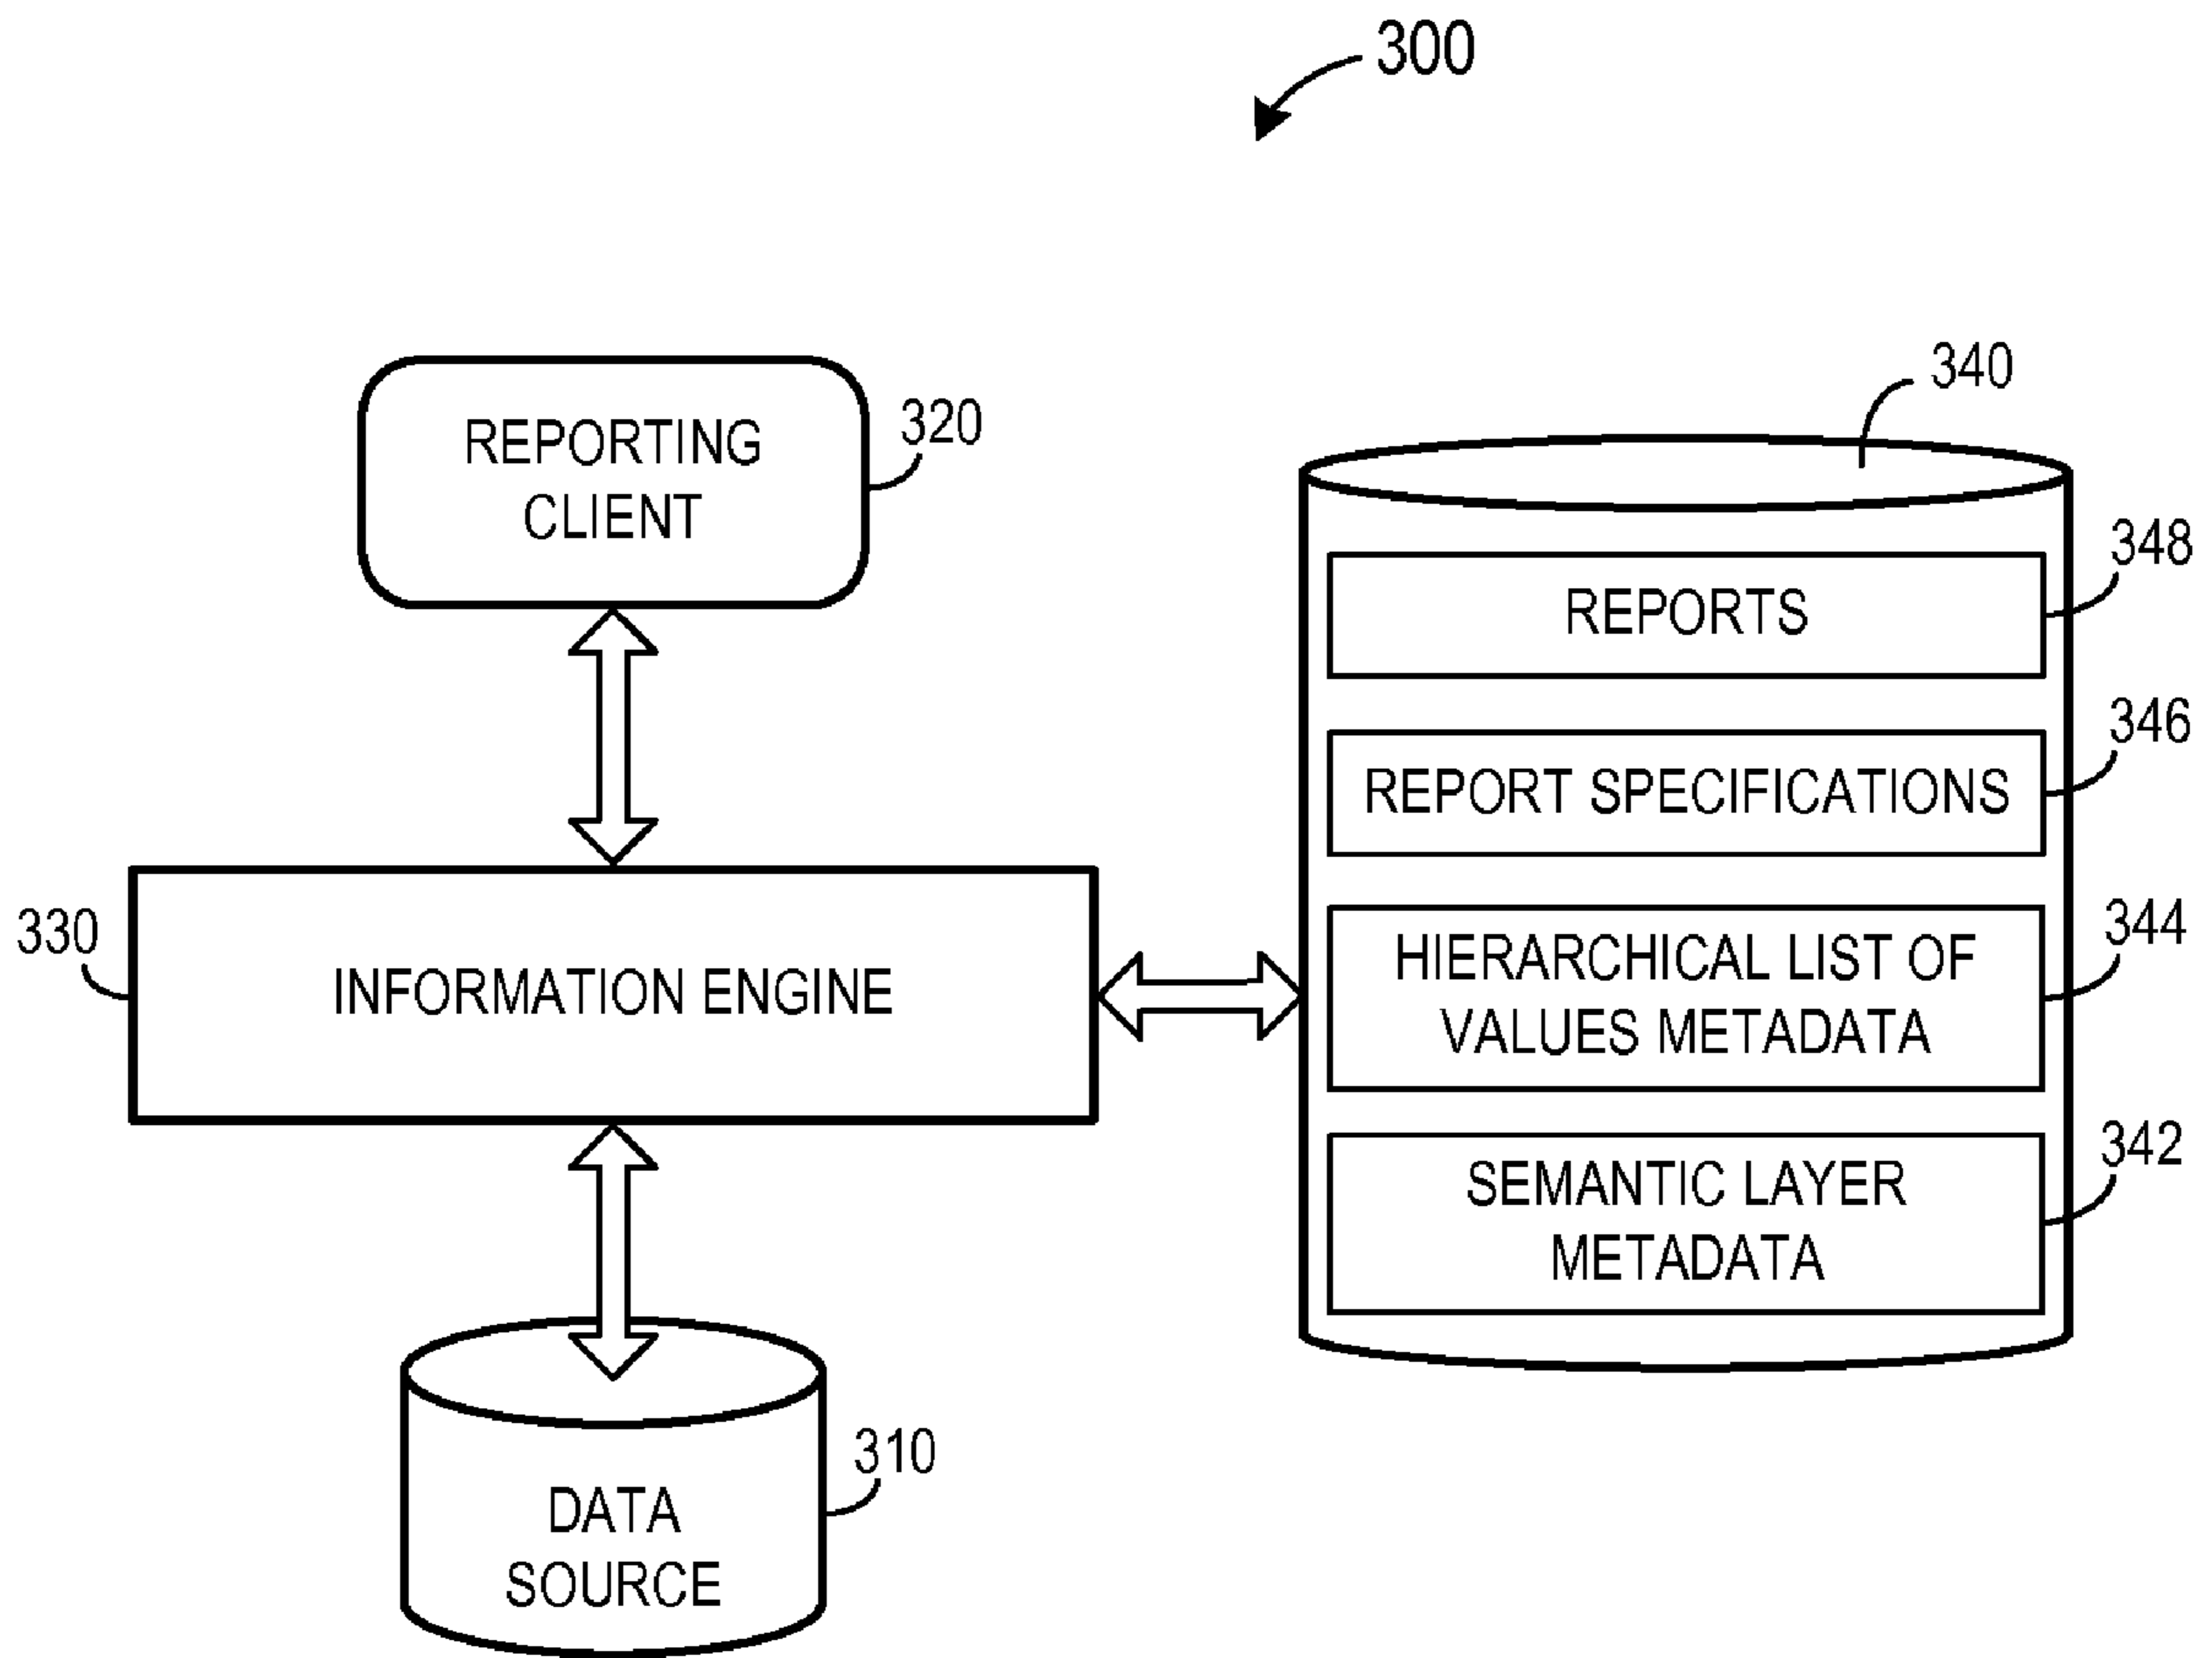 300
REPORTING
CLIENT
320
340
REPORTS
348
REPORT SPECIFICATIONS
346
330
INFORMATION ENGINE
HIERARCHICAL LIST OF
VALUES METADATA
344
SEMANTIC LAYER
METADATA
342
DATA
SOURCE
310